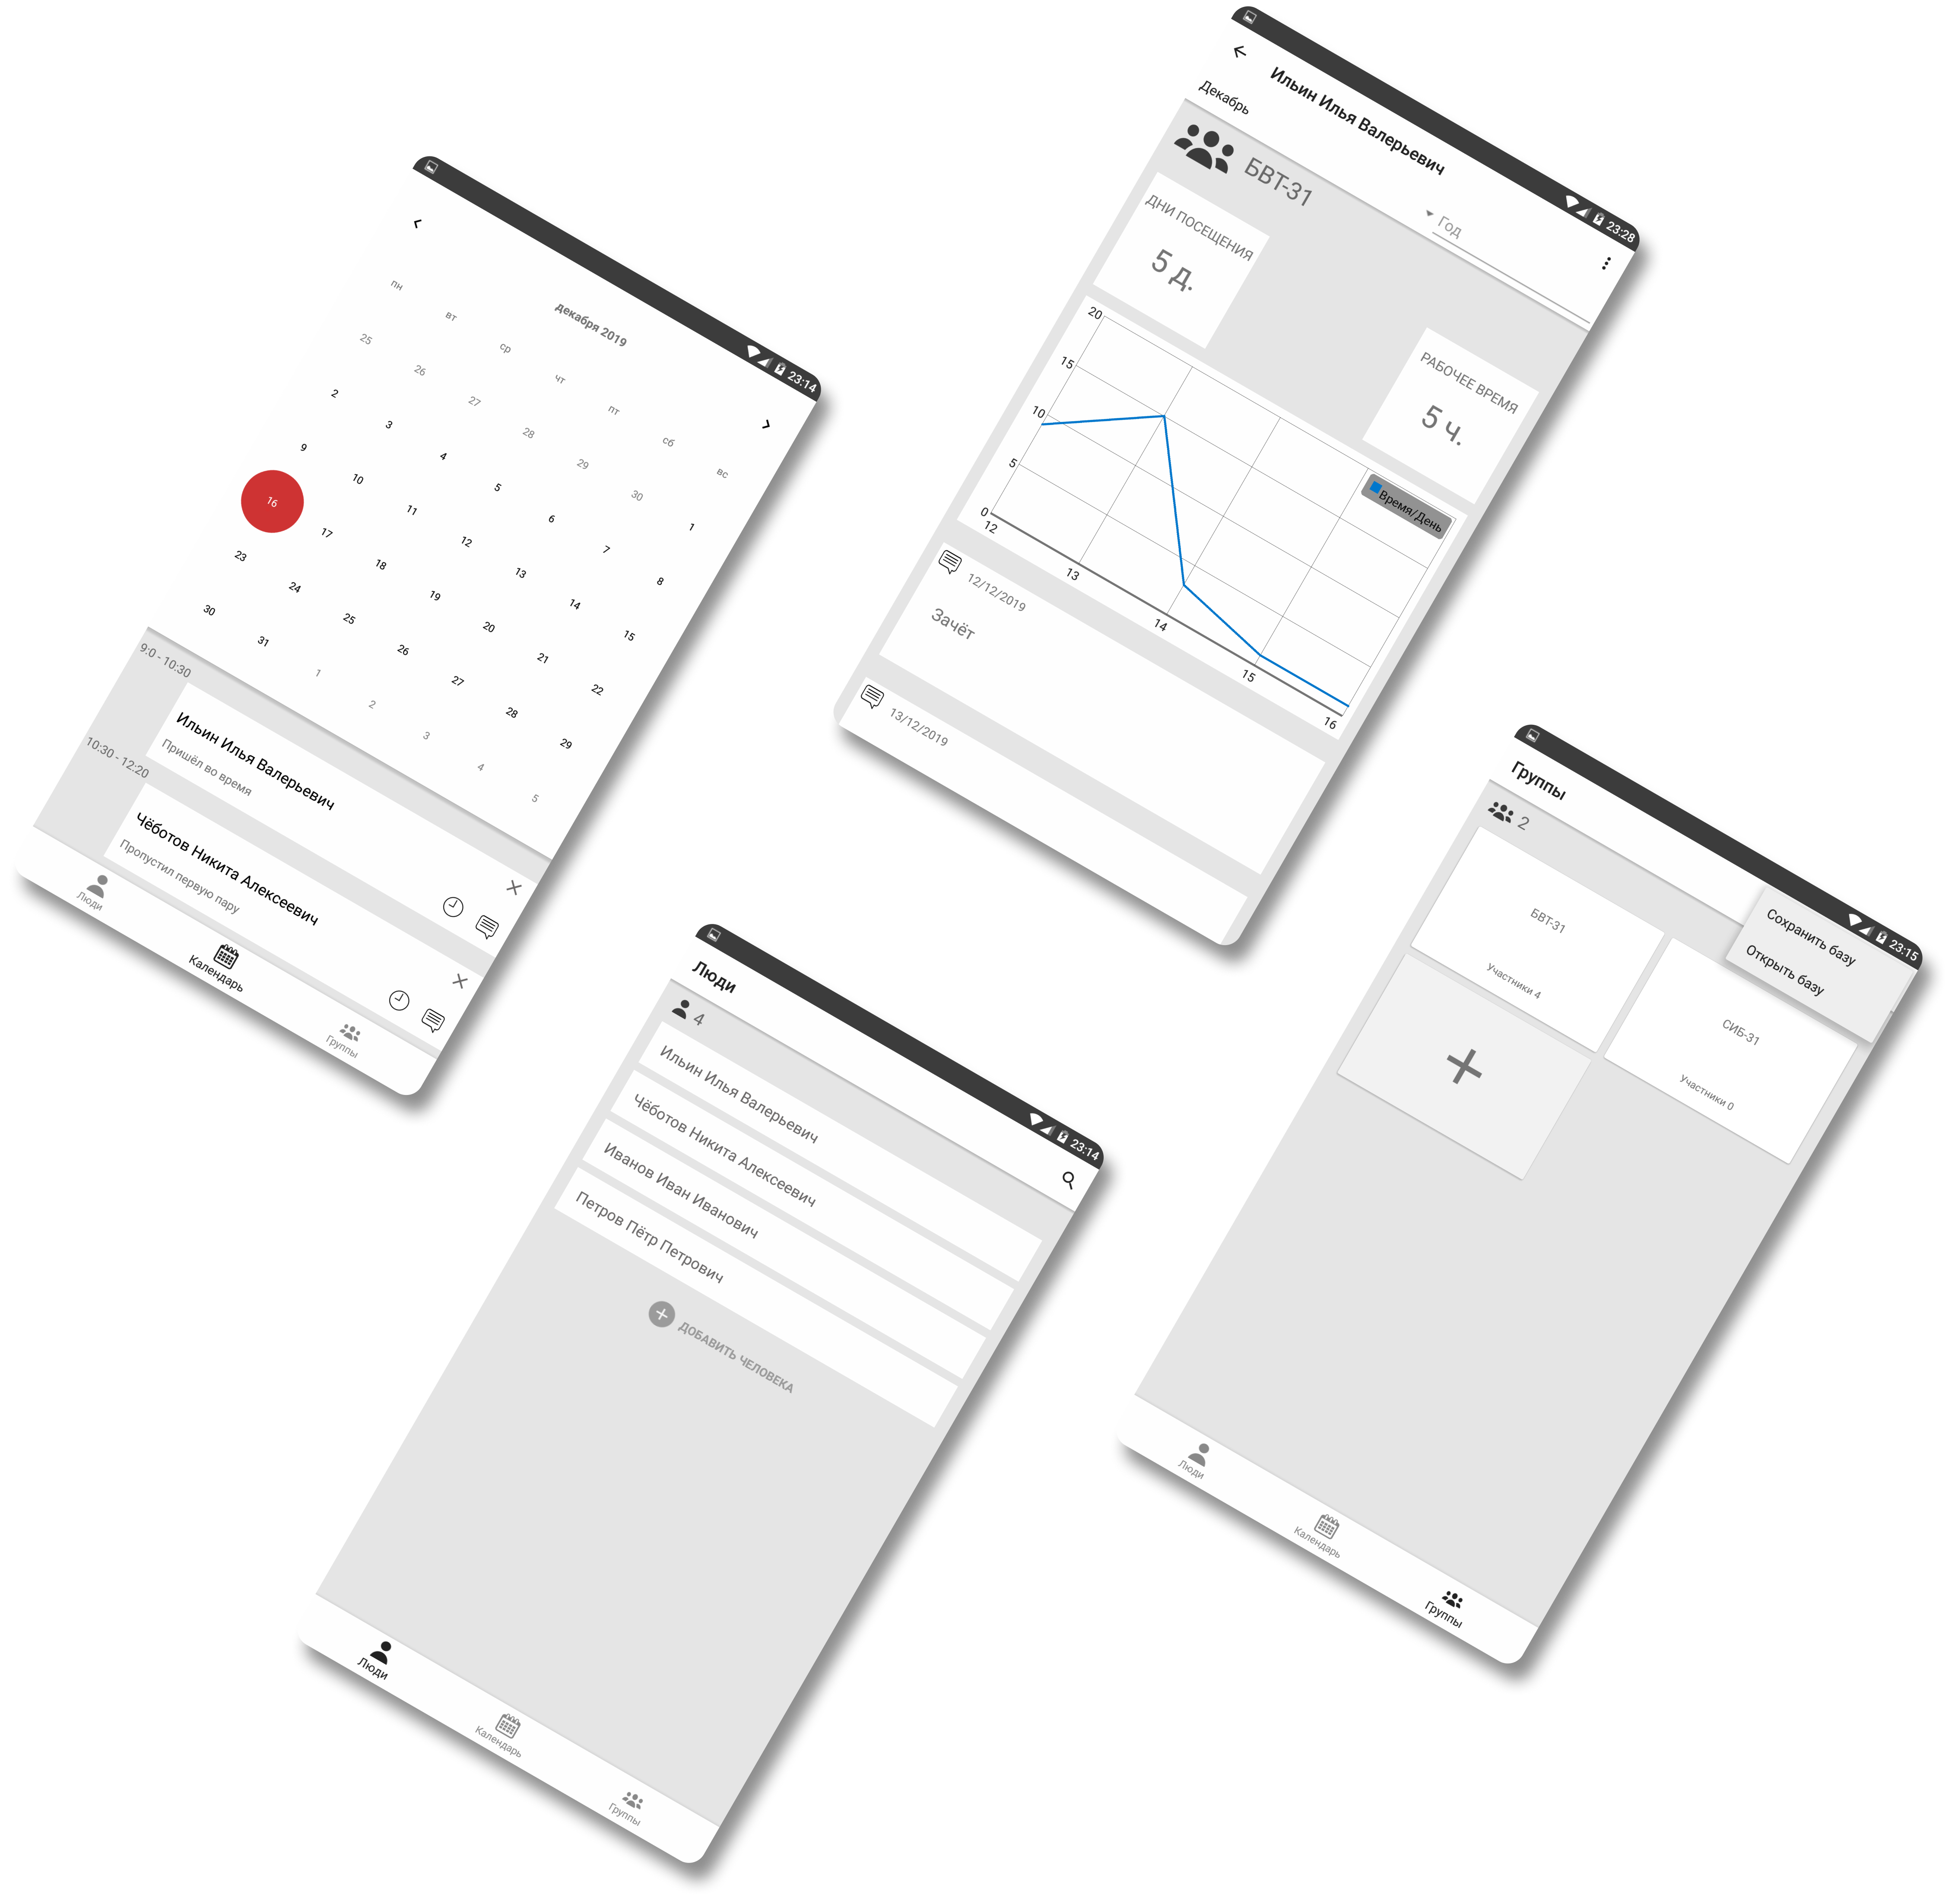 23:14
декабря 2019
пн вт ср чт пт сб вс
25 26 27 28 29 30 1
2 3 4 5 6 7 8
9 10 11 12 13 14 15
16 17 18 19 20 21 22
23 24 25 26 27 28 29
30 31 1 2 3 4 5
9:0 - 10:30
Ильин Илья Валерьевич
Пришёл во время
10:30 - 12:20
Чёботов Никита Алексеевич
Пропустил первую пару
Люди
Календарь
Группы
23:28
Ильин Илья Валерьевич
Декабрь
Год
БВТ-31
ДНИ ПОСЕЩЕНИЯ
5 д.
РАБОЧЕЕ ВРЕМЯ
5 ч.
20
15
10
5
0
12 13 14 15 16
Время/День
12/12/2019
Зачёт
13/12/2019
23:14
Люди
4
Ильин Илья Валерьевич
Чёботов Никита Алексеевич
Иванов Иван Иванович
Петров Пётр Петрович
ДОБАВИТЬ ЧЕЛОВЕКА
Люди
Календарь
Группы
23:15
Группы
Сохранить базу
Открыть базу
2
БВТ-31
Участники 4
СИБ-31
Участники 0
Люди
Календарь
Группы